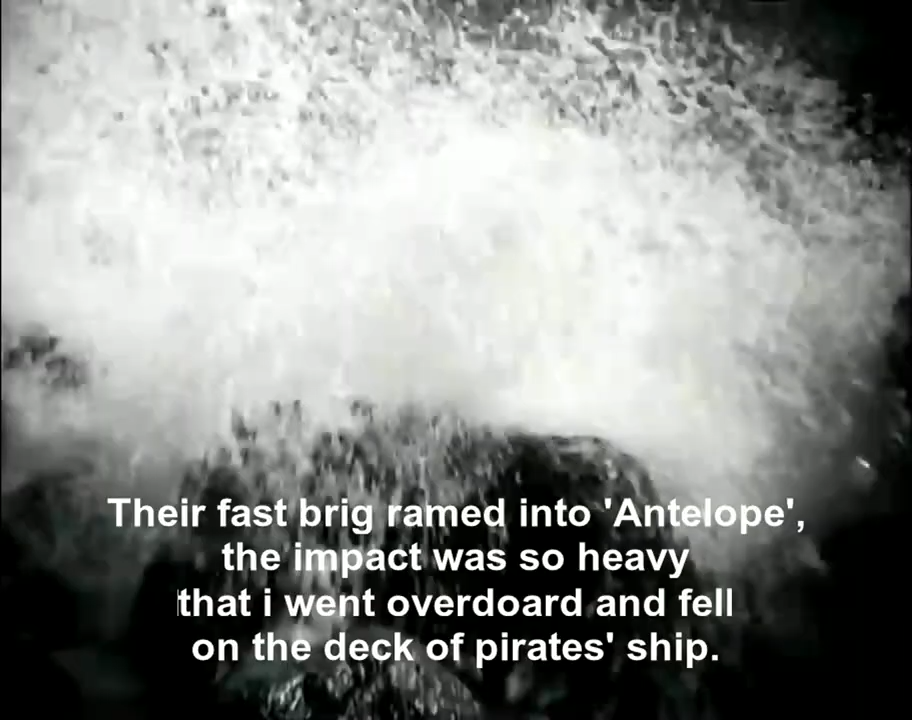 Their fast brig ramed into 'Antelope',
the impact was so heavy
that i went overdoard and fell
on the deck of pirates' ship.